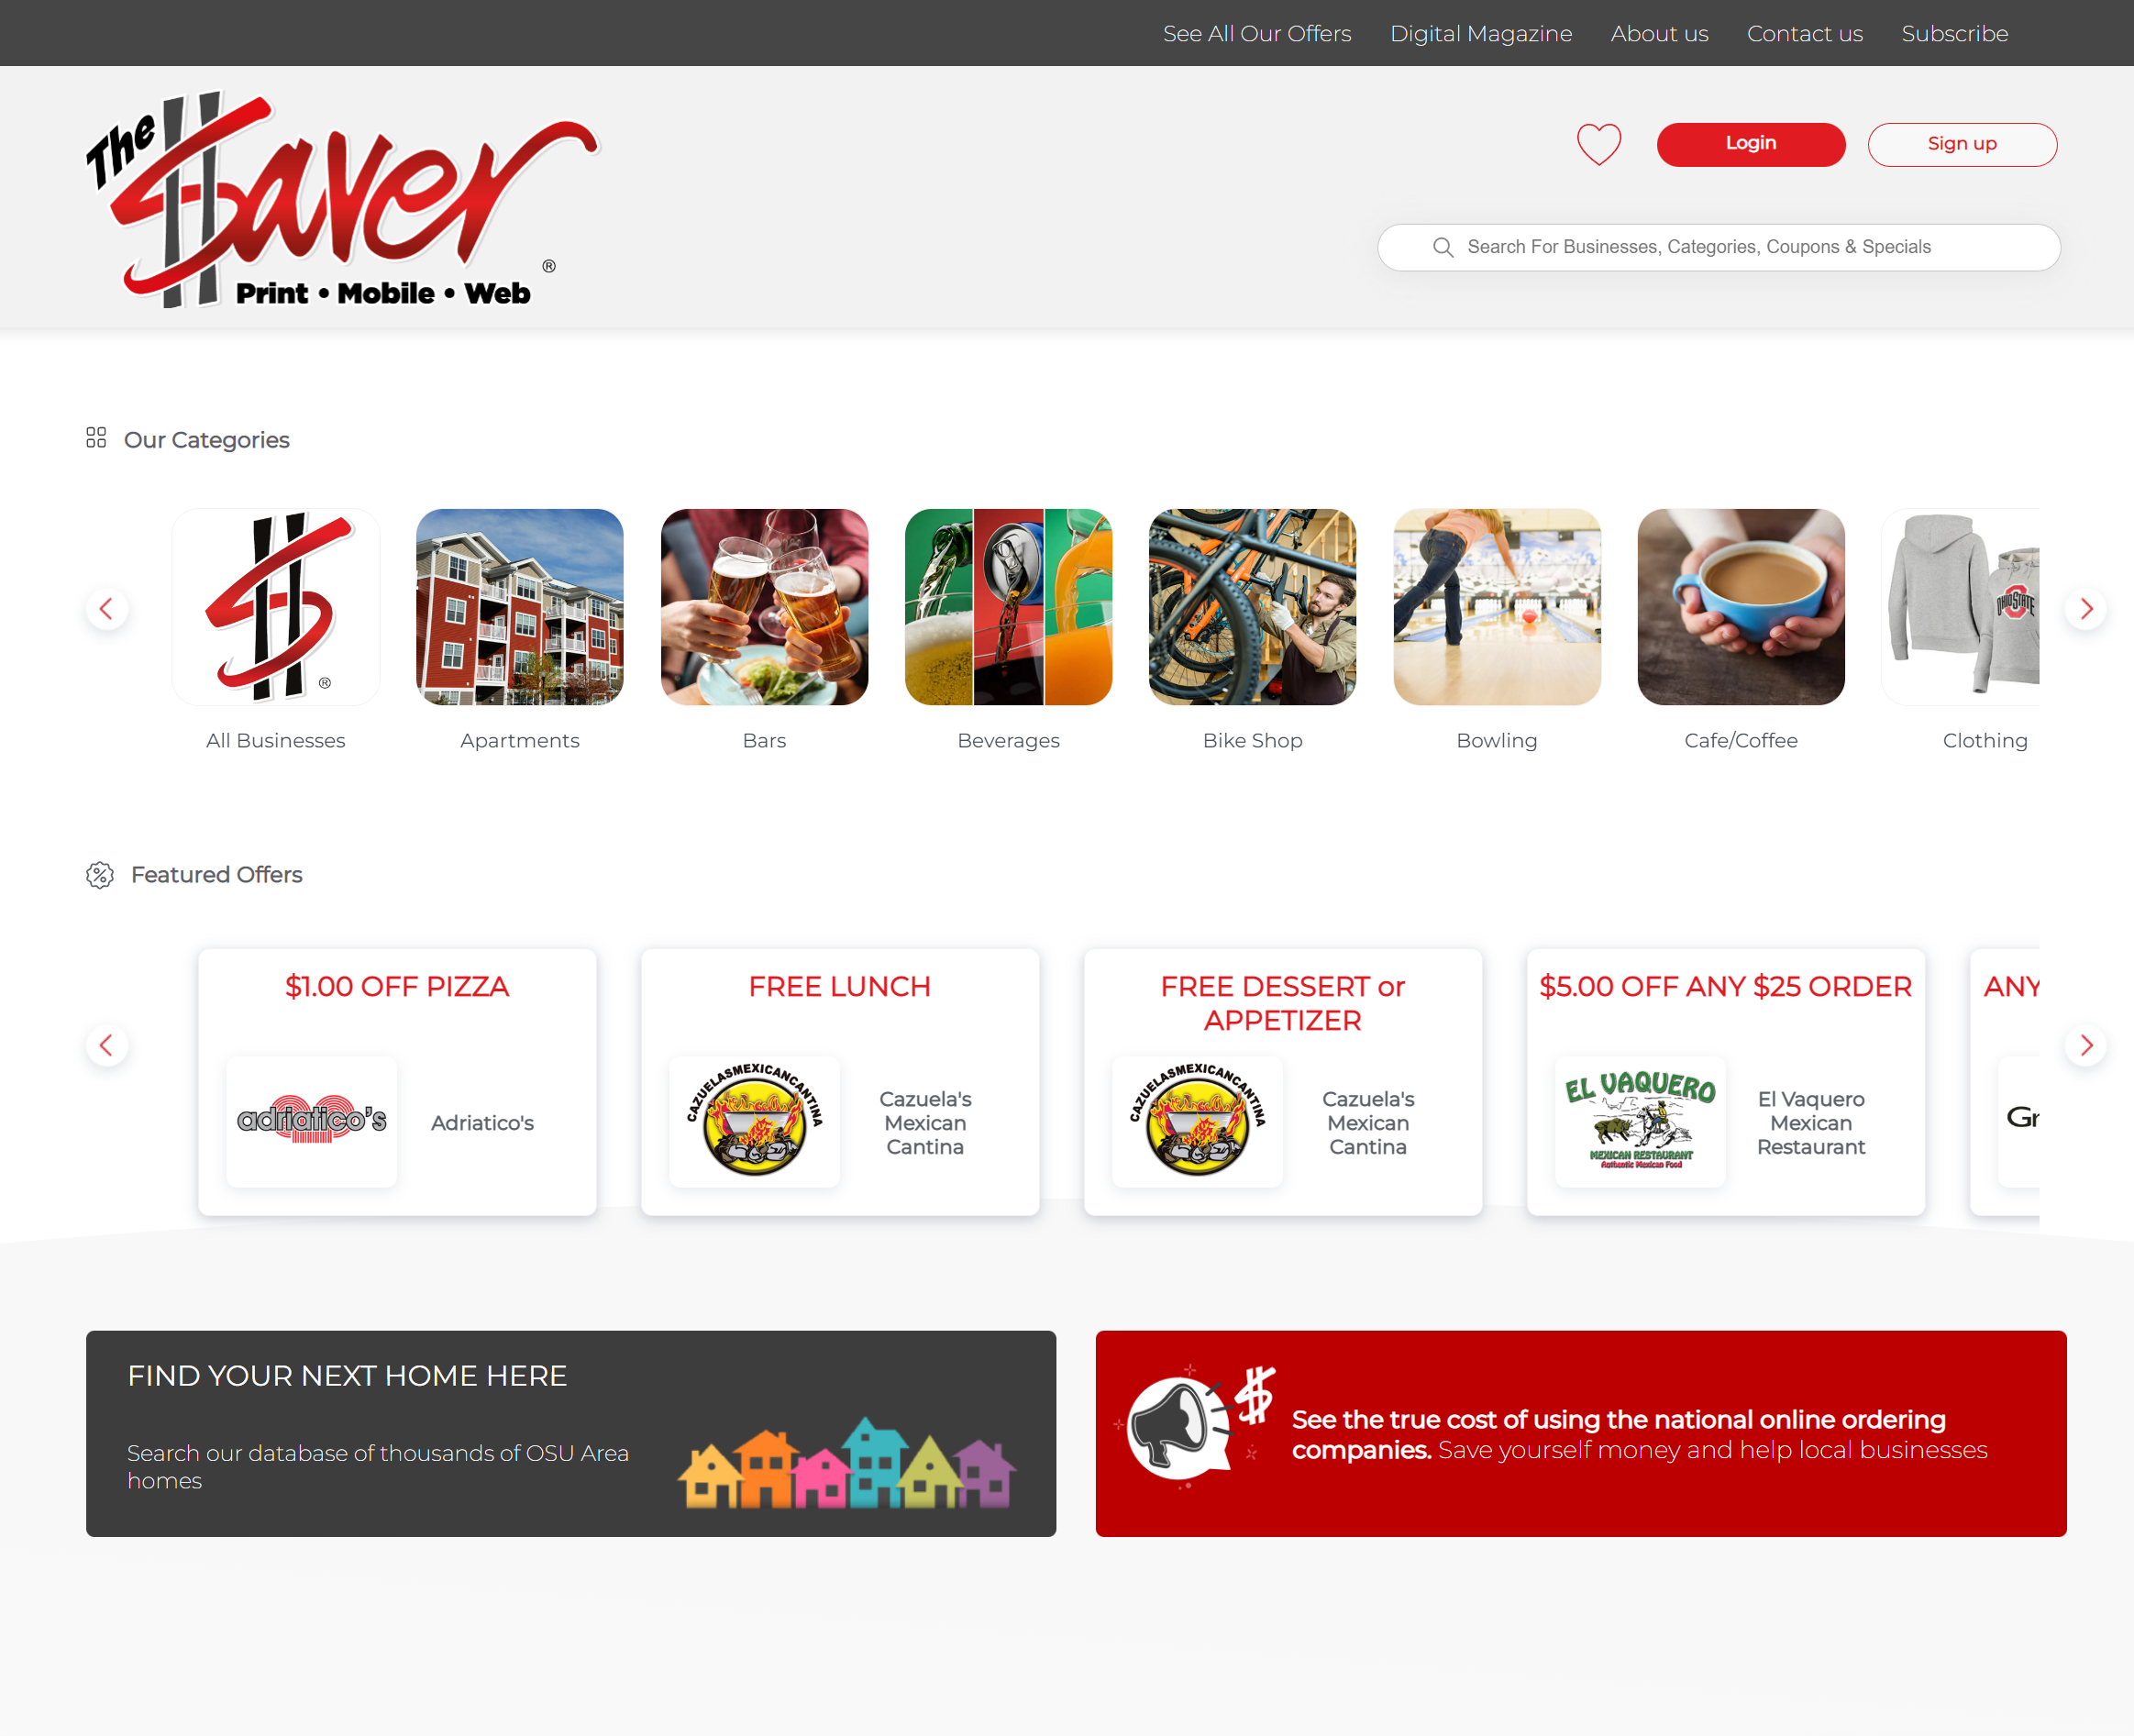 See All Our Offers Digital Magazine About us Contact us Subscribe
The $aver
®
Print • Mobile • Web
Login
Sign up
Search For Businesses, Categories, Coupons & Specials
Our Categories
®
OHIO STATE
All Businesses
Apartments
Bars
Beverages
Bike Shop
Bowling
Cafe/Coffee
Clothing
Featured Offers
$1.00 OFF PIZZA
adriatico's
Adriatico's
FREE LUNCH
CAZUELASMEXICANCANTINA
Cazuela's
Mexican
Cantina
FREE DESSERT or
APPETIZER
CAZUELASMEXICANCANTINA
Cazuela's
Mexican
Cantina
$5.00 OFF ANY $25 ORDER
EL VAQUERO
MEXICAN RESTAURANT
Authentic Mexican Food
El Vaquero
Mexican
Restaurant
ANY
Gr
FIND YOUR NEXT HOME HERE
Search our database of thousands of OSU Area
homes
$
See the true cost of using the national online ordering
companies. Save yourself money and help local businesses